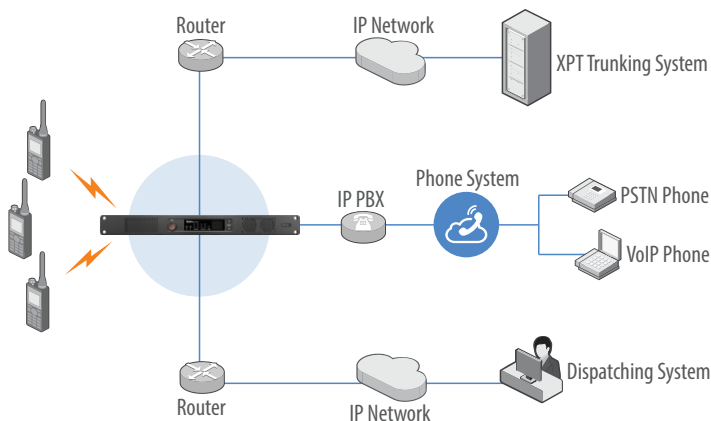 Router
IP Network
XPT Trunking System
IP PBX
Phone System
PSTN Phone
VoIP Phone
Dispatching System
Router
IP Network